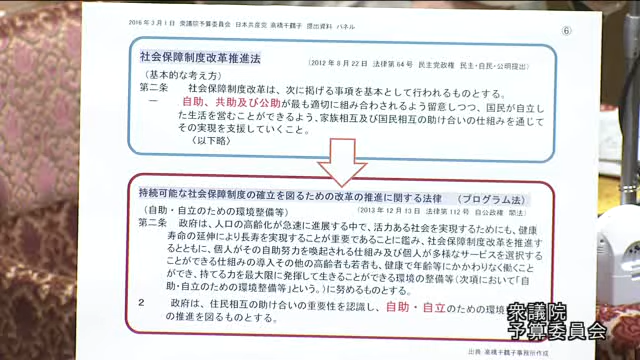 2016年3月1日 衆議院予算委員会 日本共産党 高橋千鶴子 提出資料 パネル
⑥
社会保障制度改革推進法
(2012年8月22日 法律第64号 民主党政権 民主・自民・公明提出)
(基本的な考え方)
第二条 社会保障制度改革は、次に掲げる事項を基本として行われるものとする。
一 自助、共助及び公助が最も適切に組み合わされるよう留意しつつ、国民が自立し
た生活を営むことができるよう、家族相互及び国民相互の助け合いの仕組みを通じて
その実現を支援していくこと。
<以下略>
持続可能な社会保障制度の確立を図るための改革の推進に関する法律 (プログラム法)
(2013年12月13日 法律第112号 自公政権 閣法)
(自助・自立のための環境整備等)
第二条 政府は、人口の高齢化が急速に進展する中で、活力ある社会を実現するためにも、健康
寿命の延伸により長寿を実現することが重要であることに鑑み、社会保障制度改革を推進す
るとともに、個人がその自助努力を喚起される仕組み及び個人が多様なサービスを選択する
ことができる仕組みの導入その他の高齢者も若者も、健康で年齢等にかかわりなく働くこと
ができ、持てる力を最大限に発揮して生きることができる環境の整備等(次項において「自
助・自立のための環境整備等」という。)に努めるものとする。
2 政府は、住民相互の助け合いの重要性を認識し、自助・自立のための環境
の推進を図るものとする。
衆議院
予算委員会
出典:高橋千鶴子事務所作成